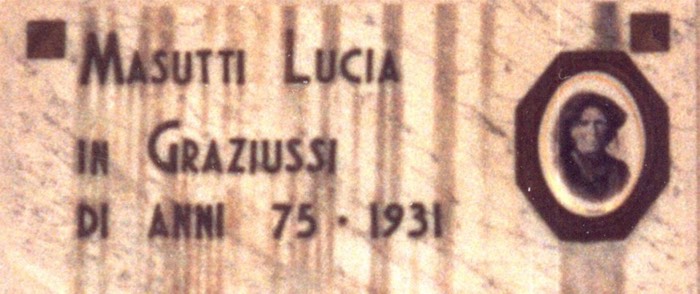 Masutti Lucia
in Graziussi
di anni 75 · 1931